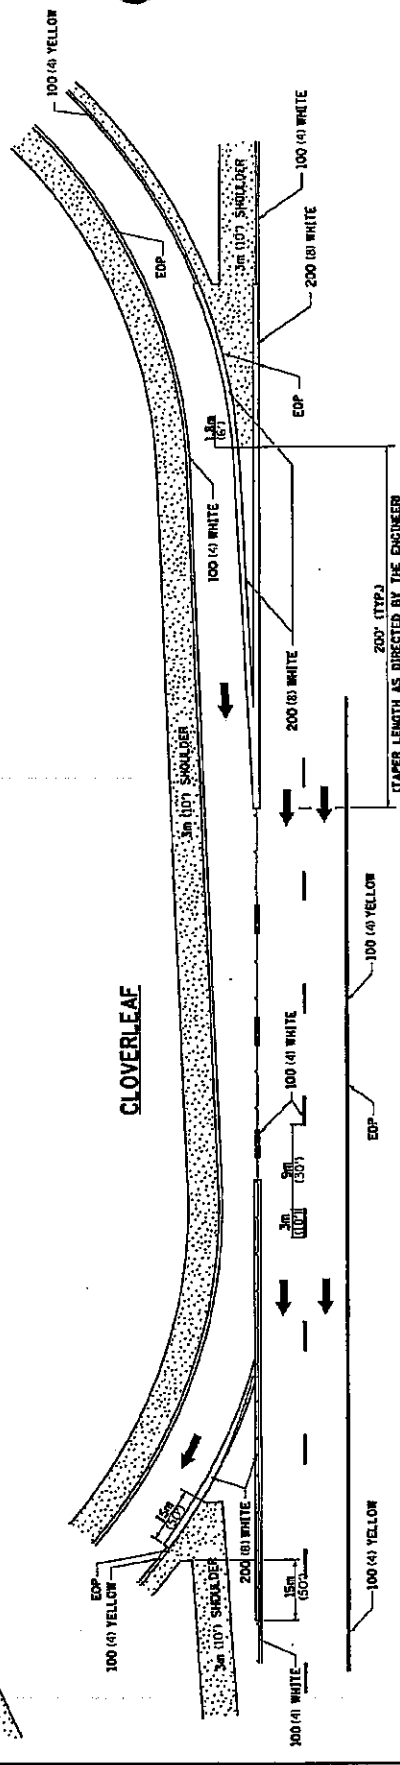 CLOVERLEAF
100 (4) YELLOW
EOP
3m (10') SHOULDER
100 (4) WHITE
200 (8) WHITE
EOP
1.8m
(6')
100 (4) WHITE
200 (8) WHITE
200' (TYP.)
(TAPER LENGTH AS DIRECTED BY THE ENGINEER)
3m (10') SHOULDER
100 (4) WHITE
9m
(30')
3m
(10')
100 (4) YELLOW
EOP
15m
(50')
EOP
100 (4) YELLOW
3m (10') SHOULDER
200 (8) WHITE
15m
(50')
100 (4) WHITE
100 (4) YELLOW